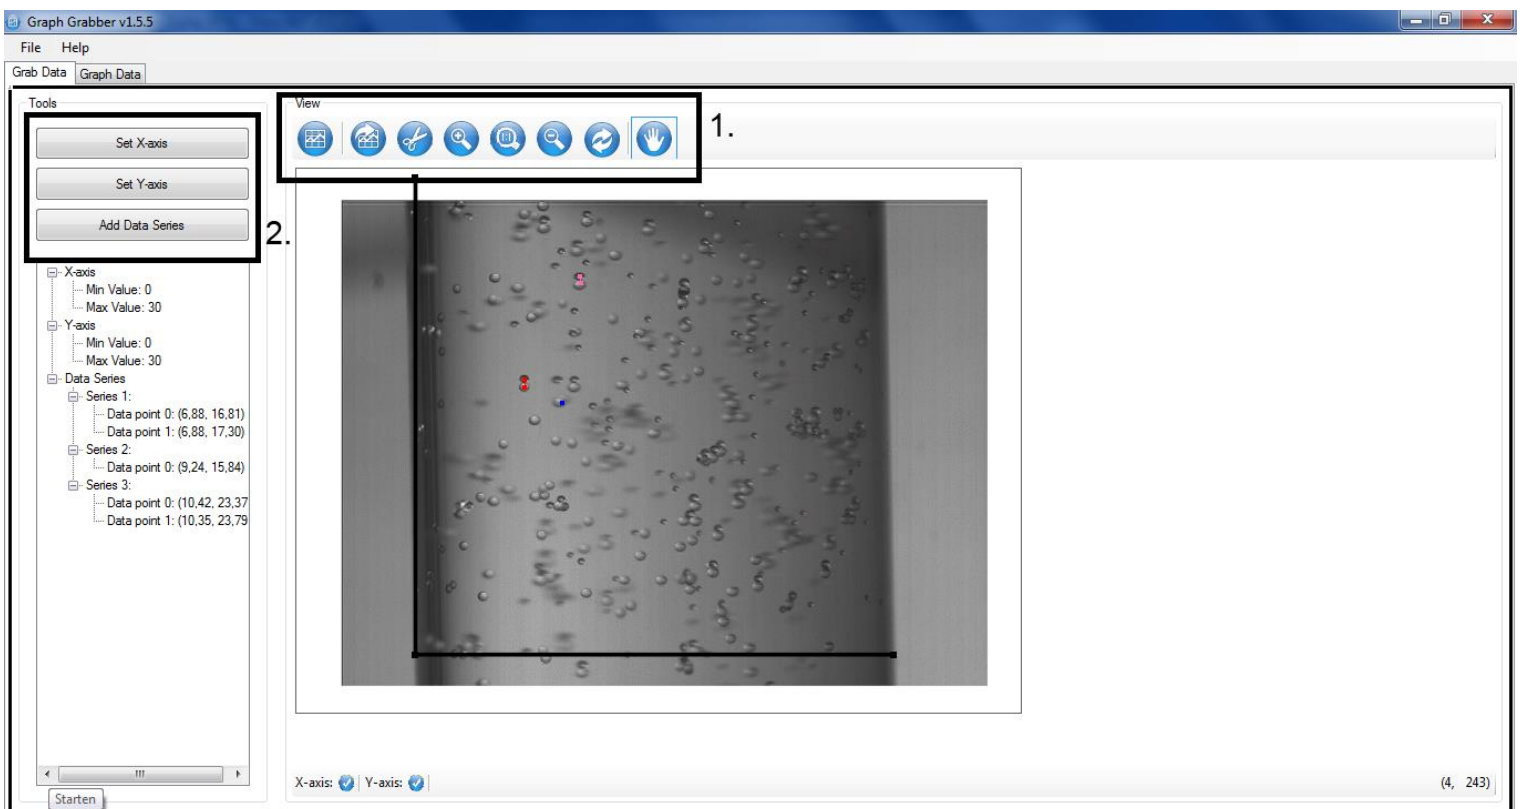 Graph Grabber v1.5.5
File Help
Grab Data Graph Data
Tools
View
1.
Set X-axis
Set Y-axis
Add Data Series
2.
X-axis
Min Value: 0
Max Value: 30
Y-axis
Min Value: 0
Max Value: 30
Data Series
Series 1:
Data point 0: (6,88, 16,81)
Data point 1: (6,88, 17,30)
Series 2:
Data point 0: (9,24, 15,84)
Series 3:
Data point 0: (10,42, 23,37
Data point 1: (10,35, 23,79
X-axis: Y-axis:
(4, 243)
Starten